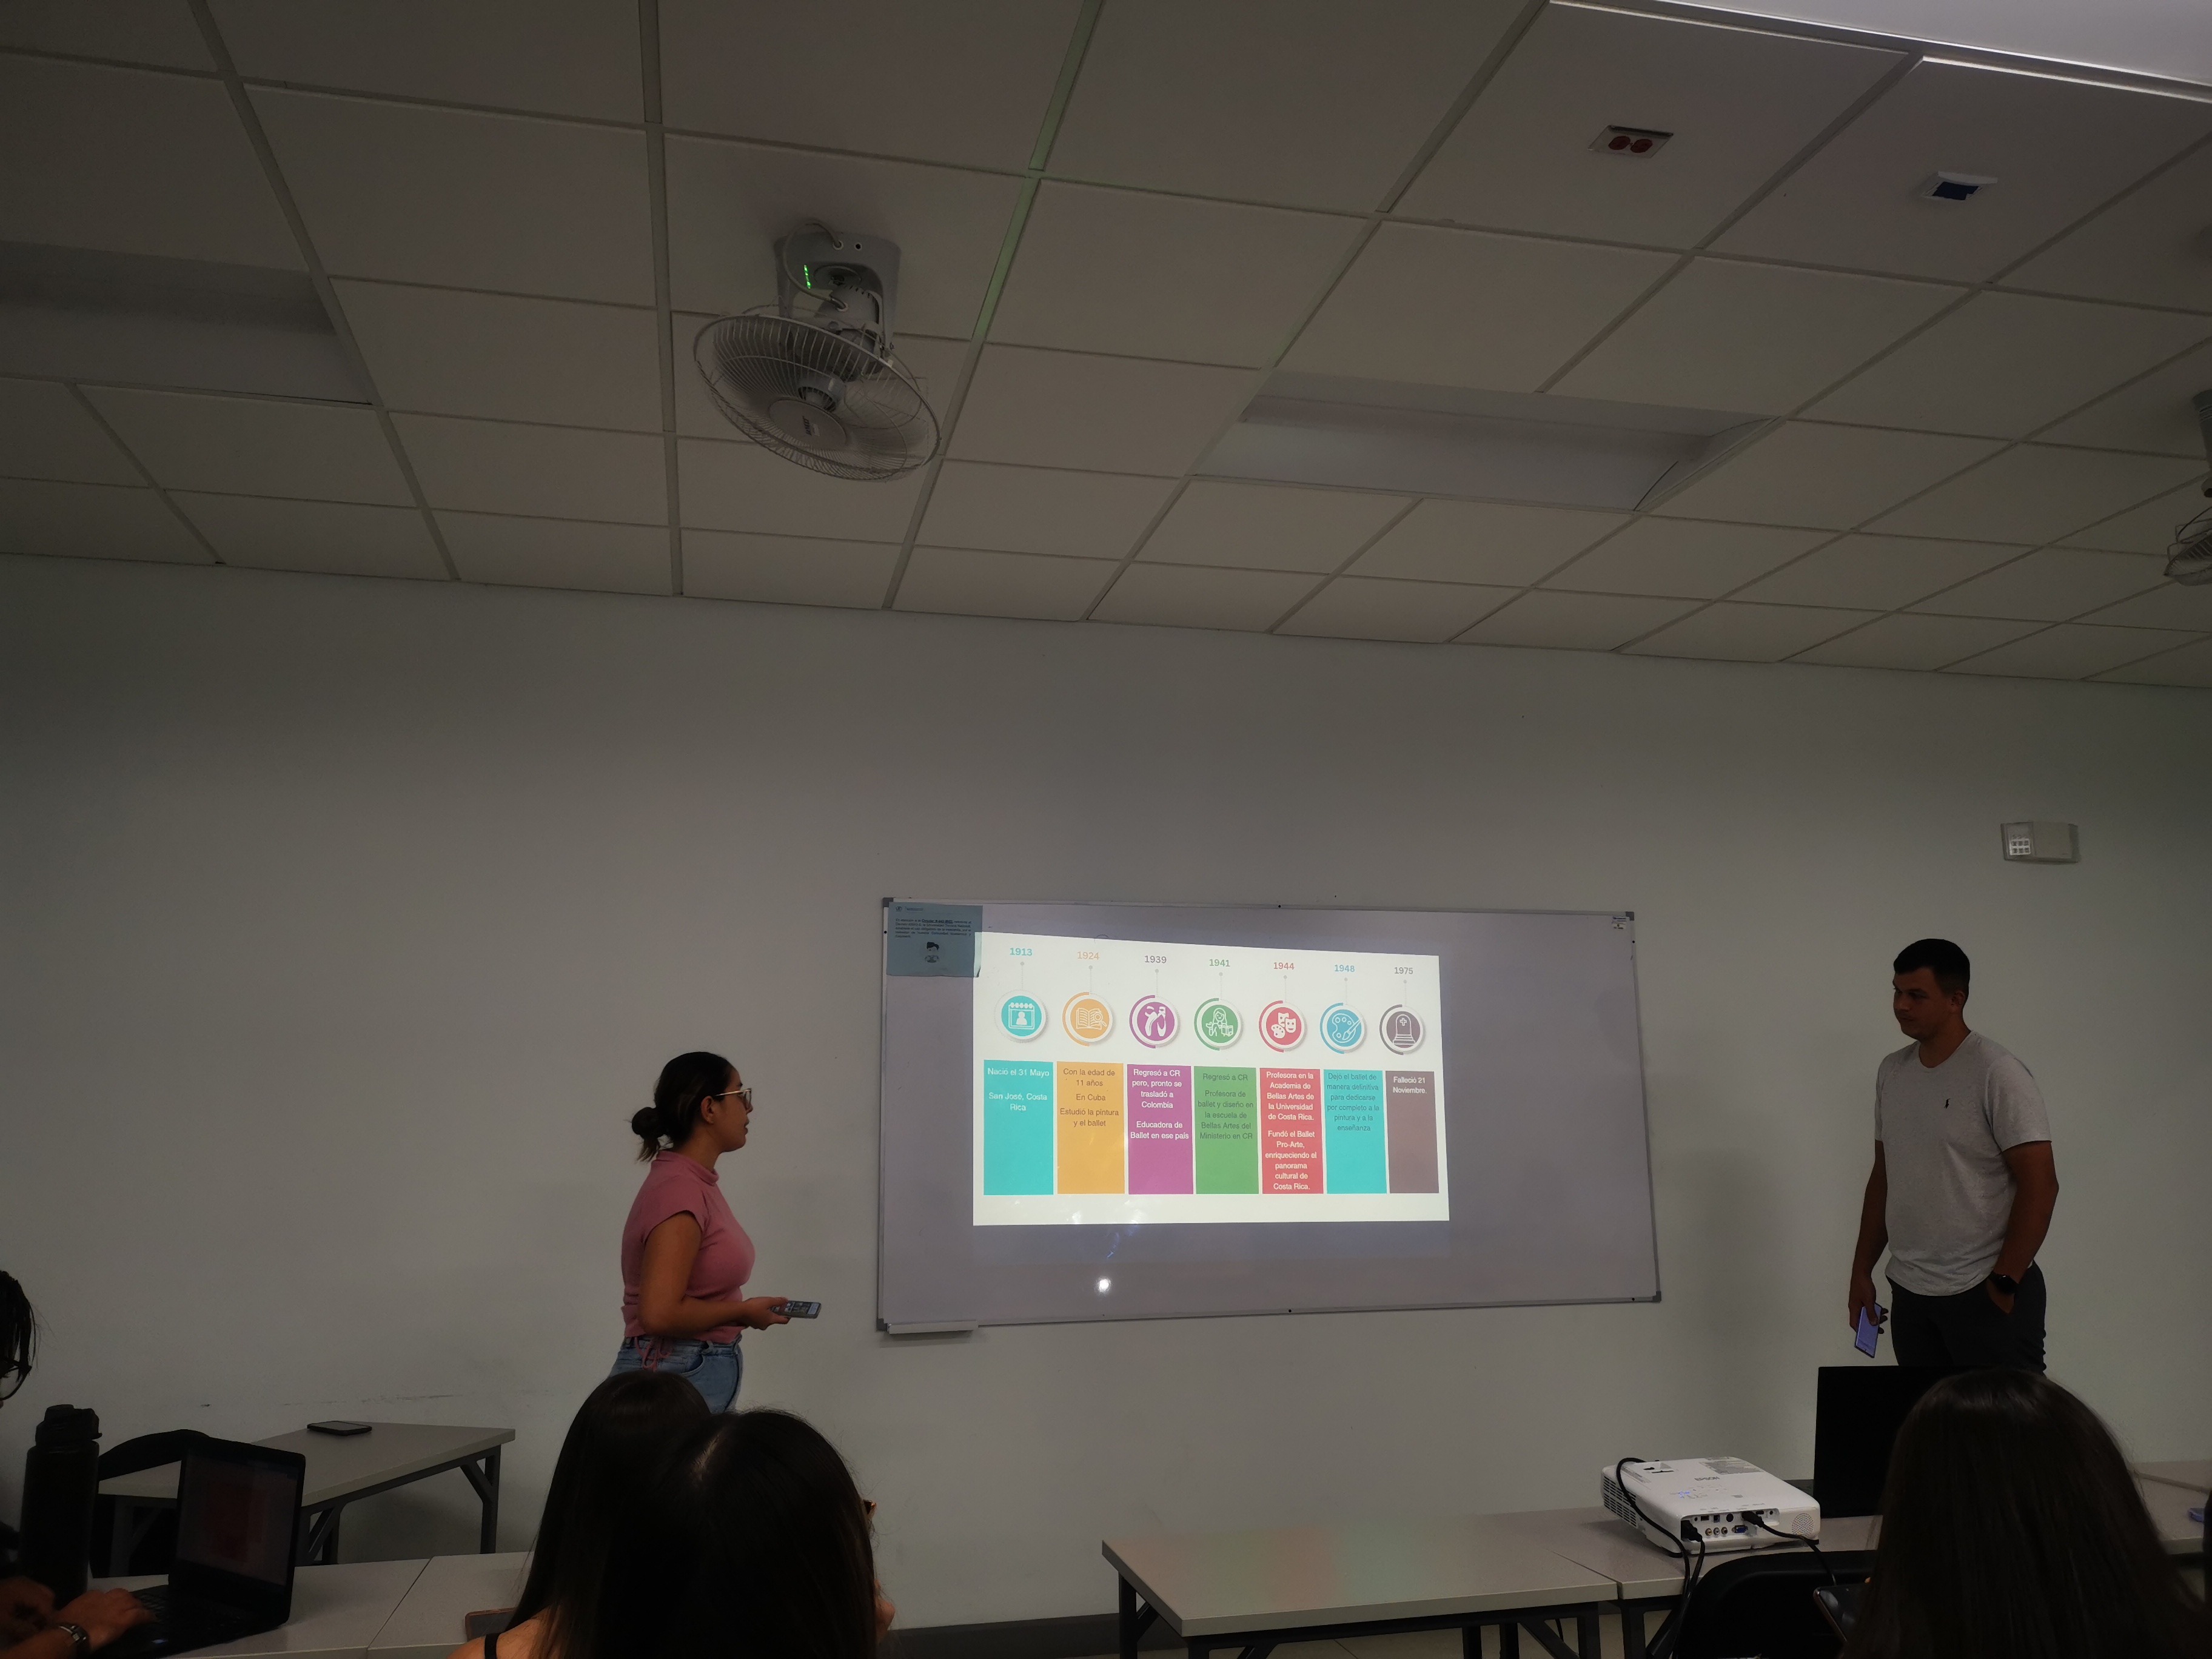 1913
1924
1939
1941
1944
1948
1975
Nació el 31 Mayo
San José, Costa
Rica
Con la edad de
11 años
En Cuba
Estudió la pintura
y el ballet
Regresó a CR
pero, pronto se
trasladó a
Colombia
Educadora de
Ballet en ese país
Regresó a CR
Profesora de
ballet y diseño en
la escuela de
Bellas Artes del
Ministerio en CR
Profesora en la
Academia de
Bellas Artes de
la Universidad
de Costa Rica.
Fundó el Ballet
Pro-Arte,
enriqueciendo el
panorama
cultural de
Costa Rica.
Dejó el ballet de
manera definitiva
para dedicarse
por completo a la
pintura y a la
enseñanza
Falleció 21
Noviembre.
EPSON